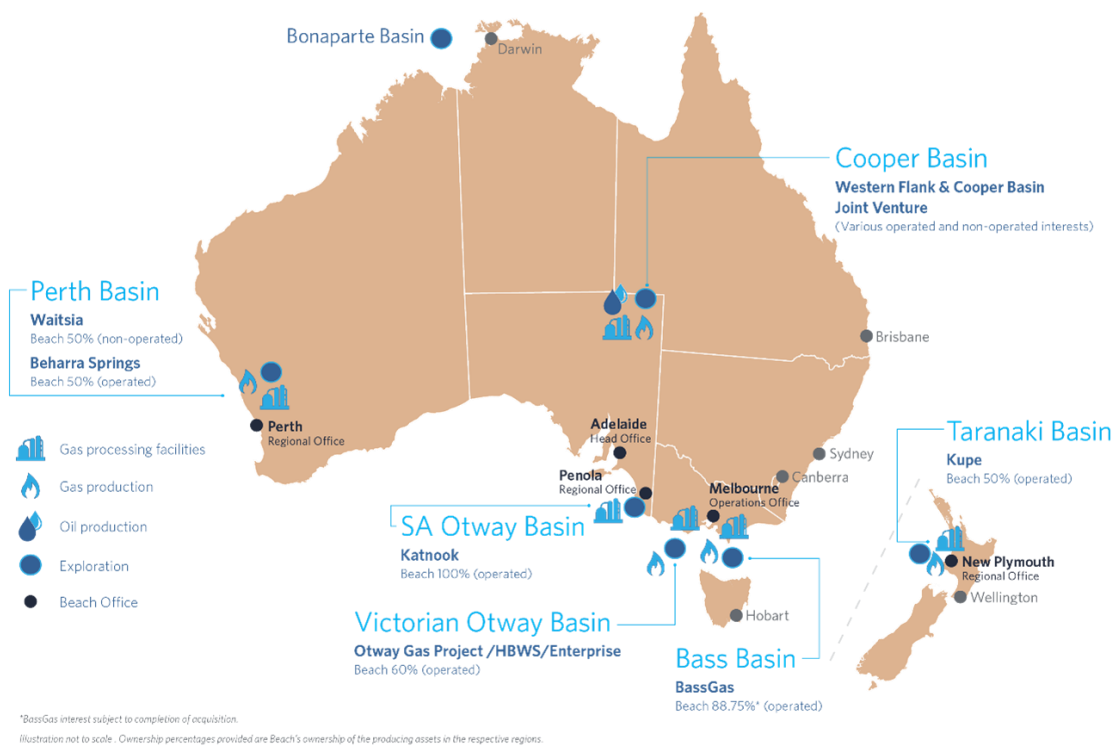 Bonaparte Basin
Darwin
Cooper Basin
Western Flank & Cooper Basin
Joint Venture
(Various operated and non-operated interests)
Perth Basin
Waitsia
Beach 50% (non-operated)
Beharra Springs
Beach 50% (operated)
Brisbane
Perth
Regional Office
Adelaide
Head Office
Sydney
Canberra
Penola
Regional Office
Melbourne
Operations Office
Taranaki Basin
Kupe
Beach 50% (operated)
Gas processing facilities
Gas production
Oil production
Exploration
Beach Office
SA Otway Basin
Katnook
Beach 100% (operated)
New Plymouth
Regional Office
Wellington
Hobart
Victorian Otway Basin
Otway Gas Project /HBWS/Enterprise
Beach 60% (operated)
Bass Basin
BassGas
Beach 88.75%* (operated)
*BassGas interest subject to completion of acquisition.
Illustration not to scale . Ownership percentages provided are Beach's ownership of the producing assets in the respective regions.